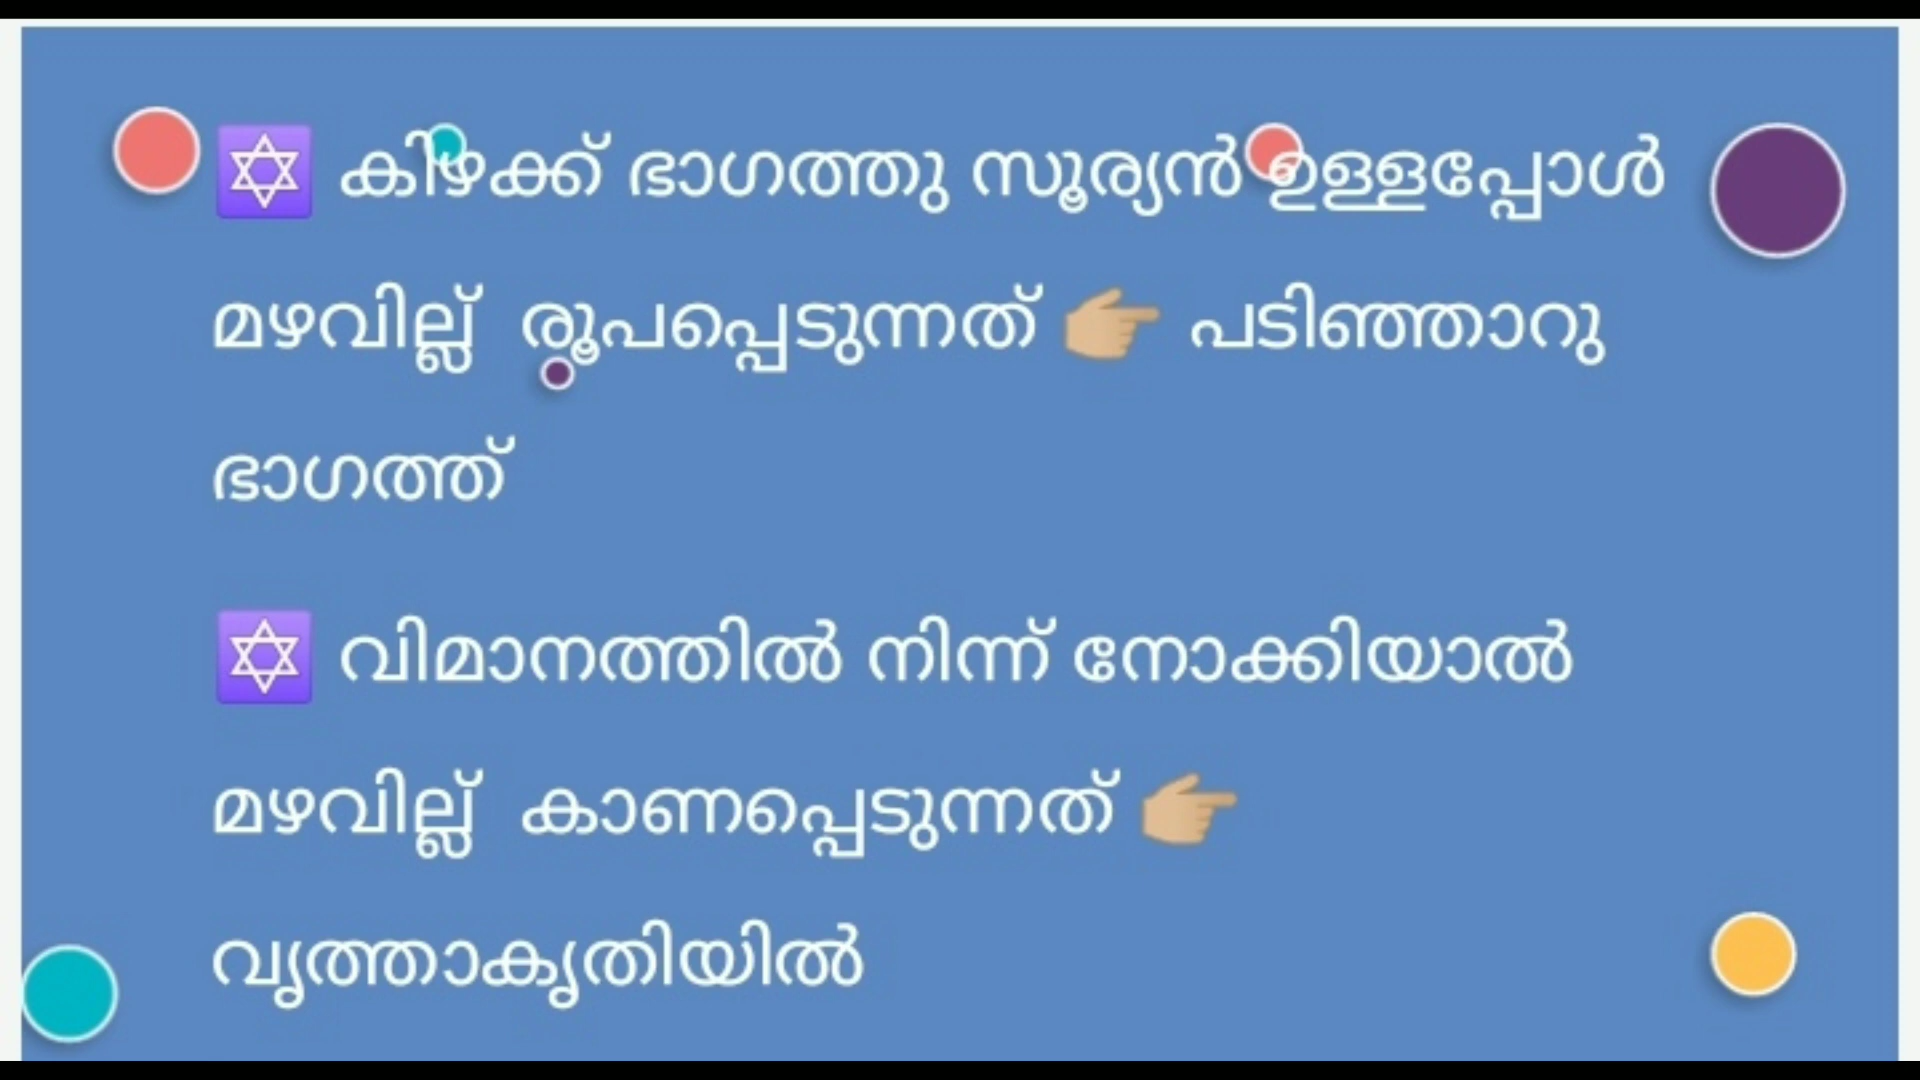 🔯 കിഴക്ക് ഭാഗത്തു സൂര്യൻ ഉള്ളപ്പോൾ
മഴവില്ല് രൂപപ്പെടുന്നത് 👉🏼 പടിഞ്ഞാറു
ഭാഗത്ത്
🔯 വിമാനത്തിൽ നിന്ന് നോക്കിയാൽ
മഴവില്ല് കാണപ്പെടുന്നത് 👉🏼
വൃത്താകൃതിയിൽ